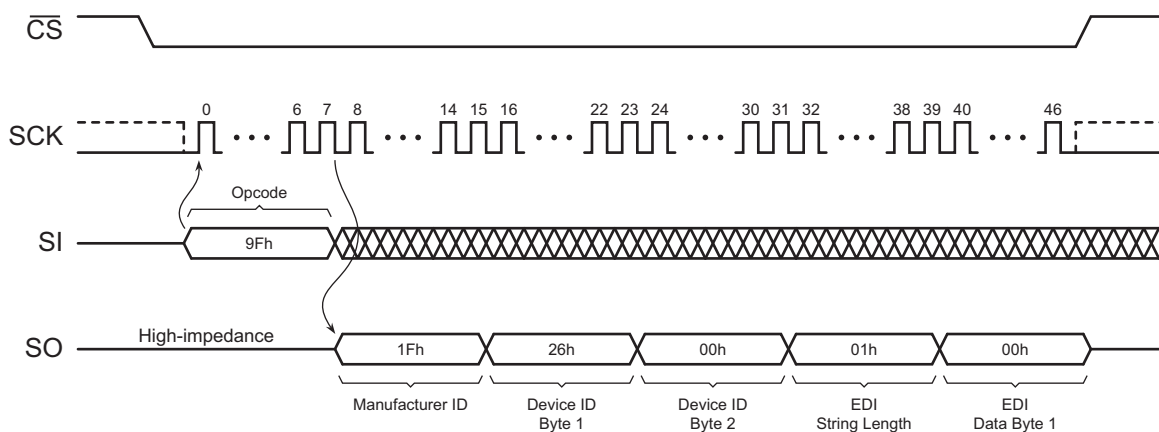 CS
0 6 7 8 14 15 16 22 23 24 30 31 32 38 39 40 46
SCK
Opcode
SI
9Fh
High-impedance
SO
1Fh 26h 00h 01h 00h
Manufacturer ID
Device ID
Byte 1
Device ID
Byte 2
EDI
String Length
EDI
Data Byte 1